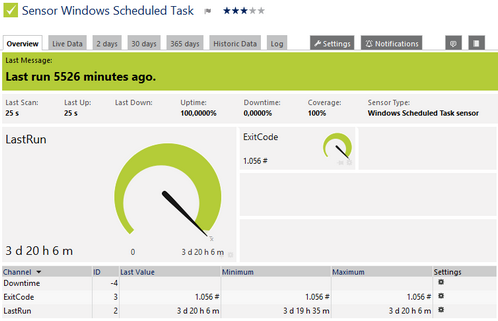 Sensor Windows Scheduled Task
Overview Live Data 2 days 30 days 365 days Historic Data Log Settings Notifications
Last Message:
Last run 5526 minutes ago.
Last Scan: Last Up: Last Down: Uptime: Downtime: Coverage: Sensor Type:
25 s 25 s 100,0000% 0,0000% 100% Windows Scheduled Task sensor
LastRun
ExitCode
1.056 #
3 d 20 h 6 m 0 3 d 20 h 6 m
Channel ID Last Value Minimum Maximum Settings
Downtime -4
ExitCode 3 1.056 # 1.056 # 1.056 #
LastRun 2 3 d 20 h 6 m 3 d 19 h 35 m 3 d 20 h 6 m